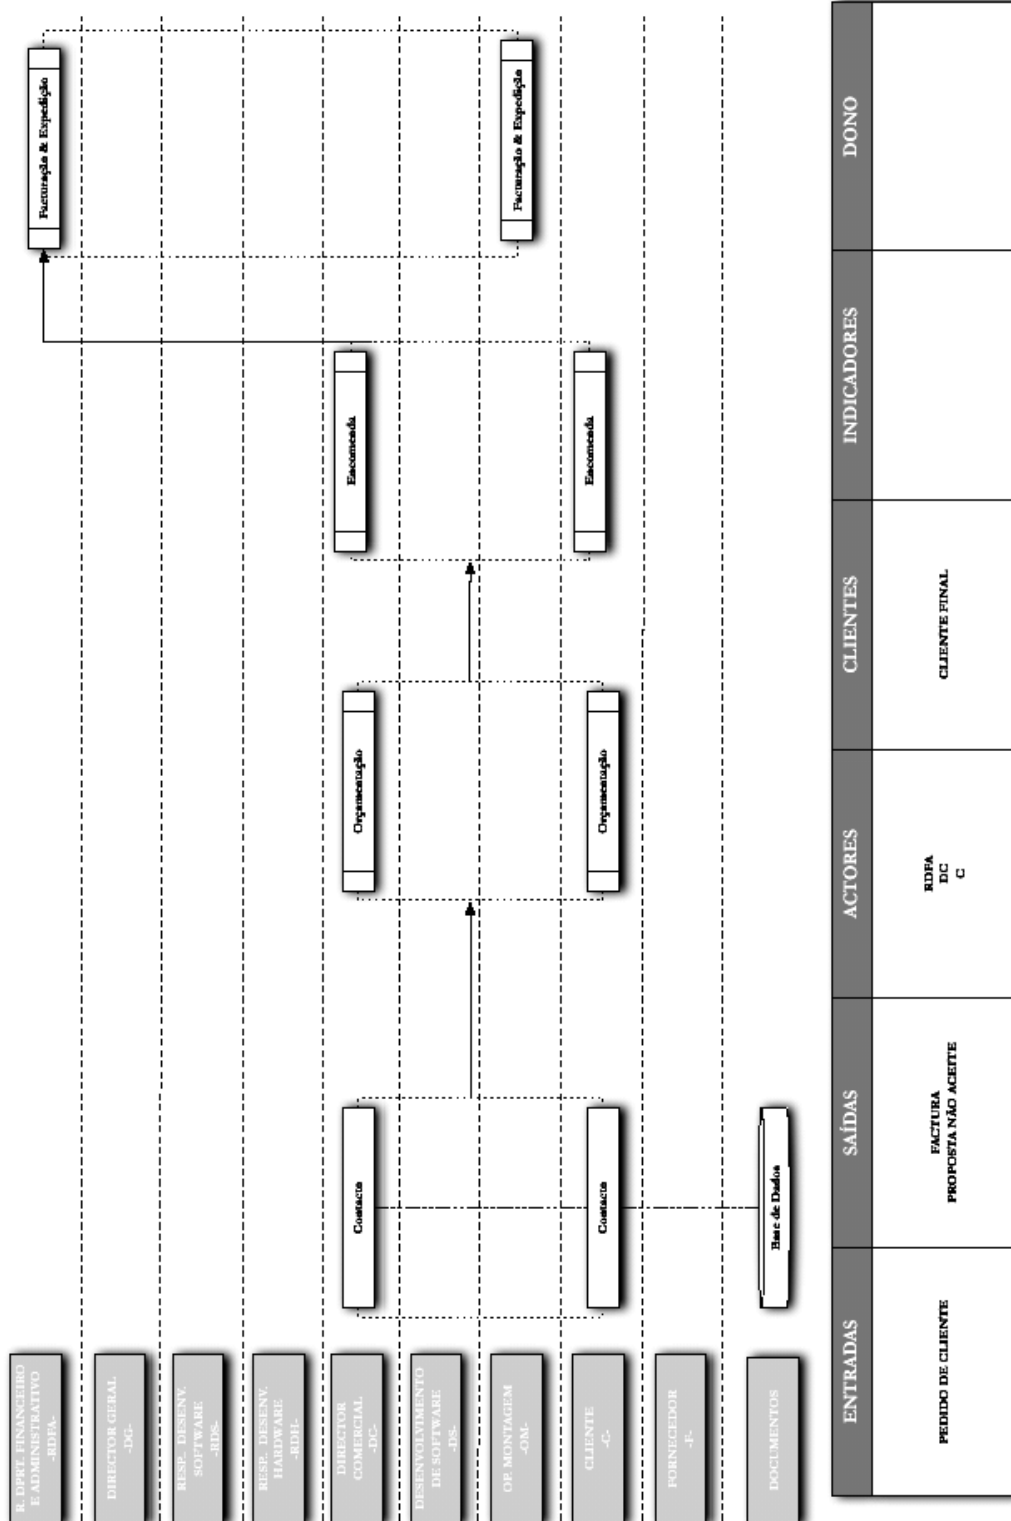 R. DPRT. FINANCEIRO
E ADMINISTRATIVO
-RDFA-
DIRECTOR GERAL
-DG-
RESP. DESENV.
SOFTWARE
-RDS-
RESP. DESENV.
HARDWARE
-RDH-
DIRECTOR
COMERCIAL
-DC-
DESENVOLVIMENTO
DE SOFTWARE
-DS-
OP. MONTAGEM
-OM-
CLIENTE
-C-
FORNECEDOR
-F-
DOCUMENTOS
Contacto
Contacto
Base de Dados
Orçamentação
Orçamentação
Encomenda
Encomenda
Facturação & Expedição
Facturação & Expedição
ENTRADAS
SAÍDAS
ACTORES
CLIENTES
INDICADORES
DONO
PEDIDO DE CLIENTE
FACTURA
PROPOSTA NÃO ACEITE
RDFA
DC
C
CLIENTE FINAL